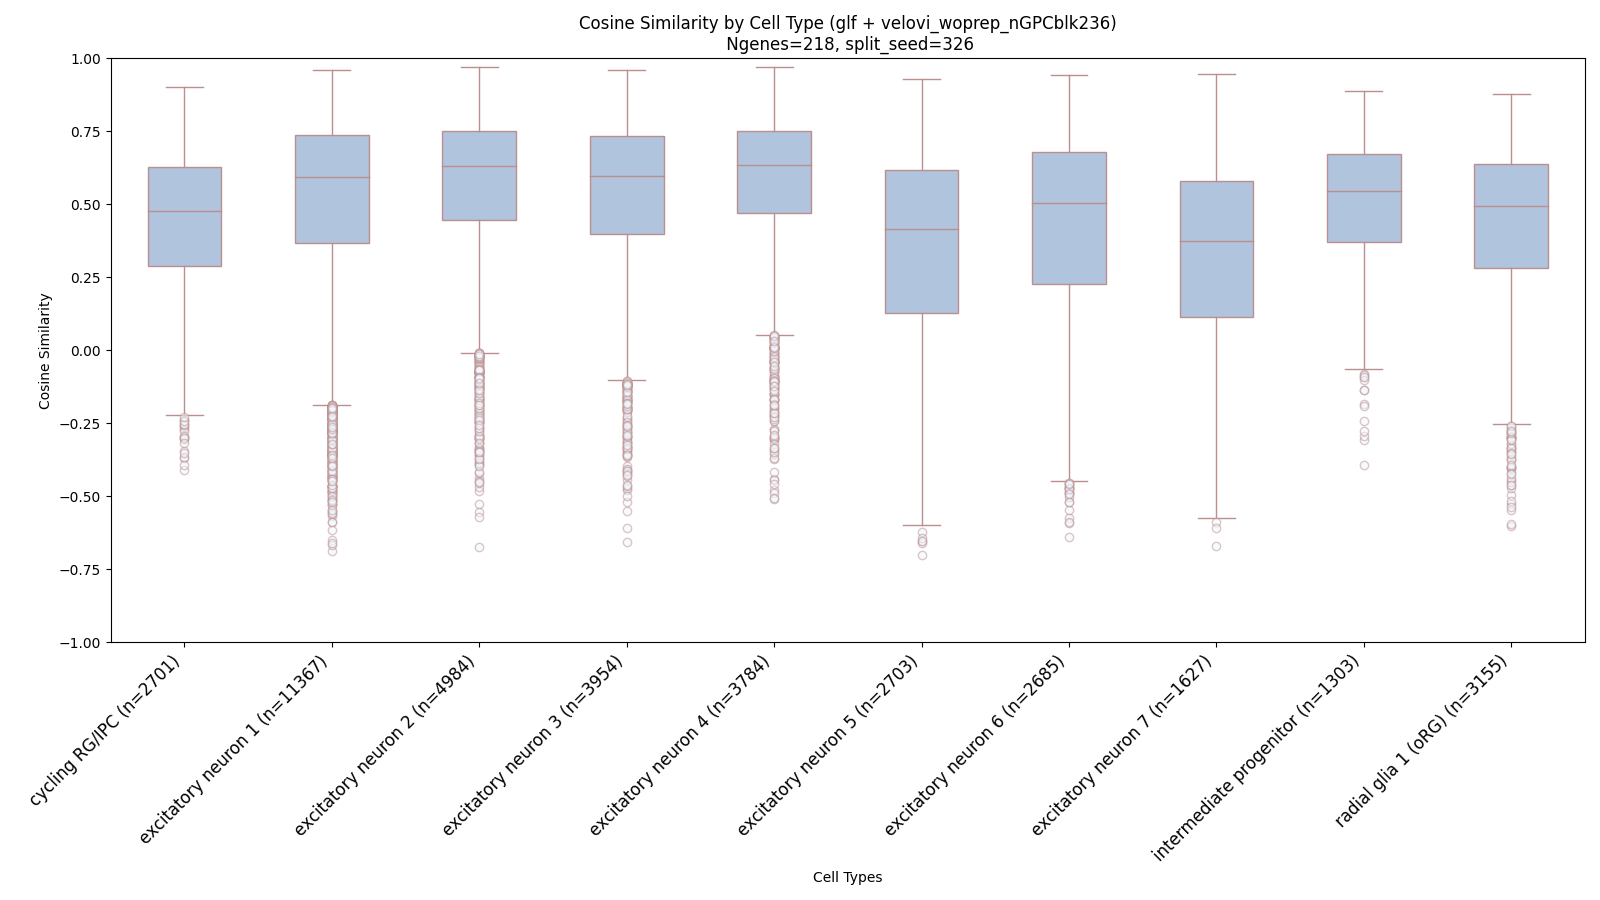 Cosine Similarity by Cell Type (glf + velovi_woprep_nGPCblk236)
Ngenes=218, split_seed=326
1.00
0.75
0.50
0.25
0.00
−0.25
−0.50
−0.75
−1.00
Cosine Similarity
cycling RG/IPC (n=2701)
excitatory neuron 1 (n=11367)
excitatory neuron 2 (n=4984)
excitatory neuron 3 (n=3954)
excitatory neuron 4 (n=3784)
excitatory neuron 5 (n=2703)
excitatory neuron 6 (n=2685)
excitatory neuron 7 (n=1627)
intermediate progenitor (n=1303)
radial glia 1 (oRG) (n=3155)
Cell Types